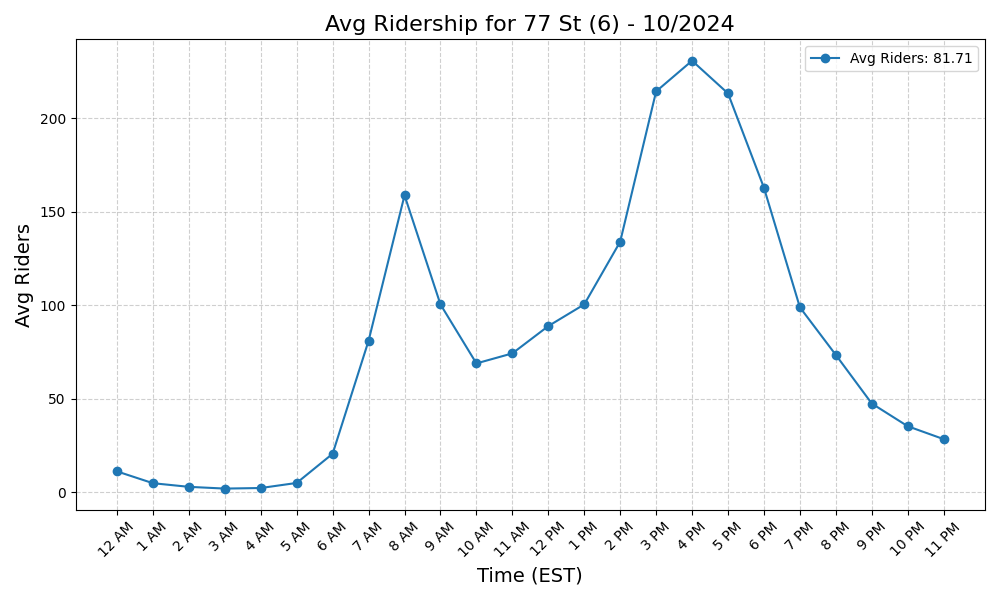 Avg Ridership for 77 St (6) - 10/2024
Avg Riders: 81.71
Avg Riders
200
150
100
50
0
12 AM
1 AM
2 AM
3 AM
4 AM
5 AM
6 AM
7 AM
8 AM
9 AM
10 AM
11 AM
12 PM
1 PM
2 PM
3 PM
4 PM
5 PM
6 PM
7 PM
8 PM
9 PM
10 PM
11 PM
Time (EST)